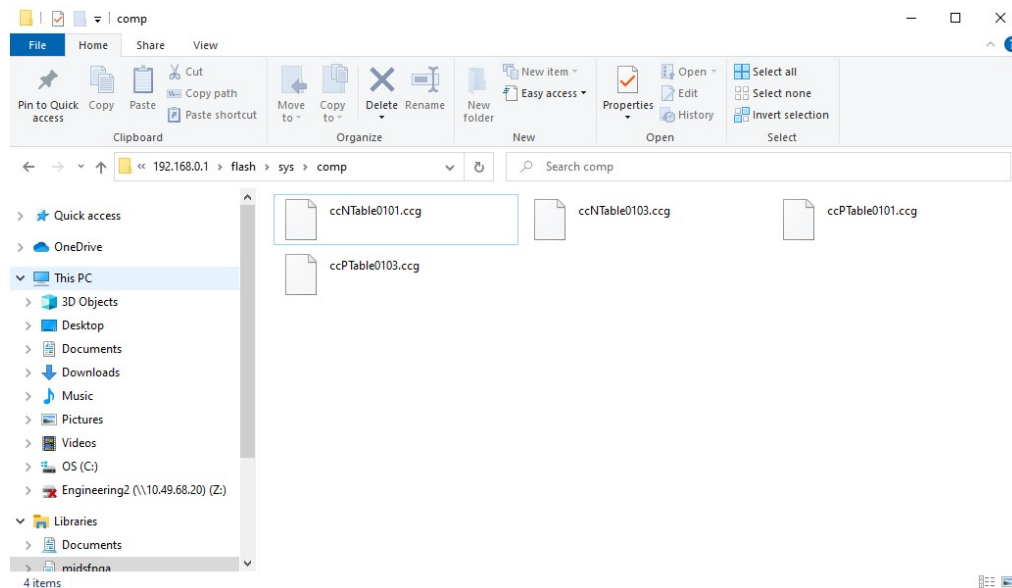 comp
File Home Share View
Pin to Quick access
Copy
Paste
Cut
Copy path
Paste shortcut
Clipboard
Move to
Copy to
Delete
Rename
Organize
New folder
New item
Easy access
New
Properties
Open
Edit
History
Open
Select all
Select none
Invert selection
Select
« 192.168.0.1 › flash › sys › comp
Search comp
Quick access
OneDrive
This PC
3D Objects
Desktop
Documents
Downloads
Music
Pictures
Videos
OS (C:)
Engineering2 (\\10.49.68.20) (Z:)
Libraries
Documents
ccNTable0101.ccg
ccNTable0103.ccg
ccPTable0101.ccg
ccPTable0103.ccg
4 items